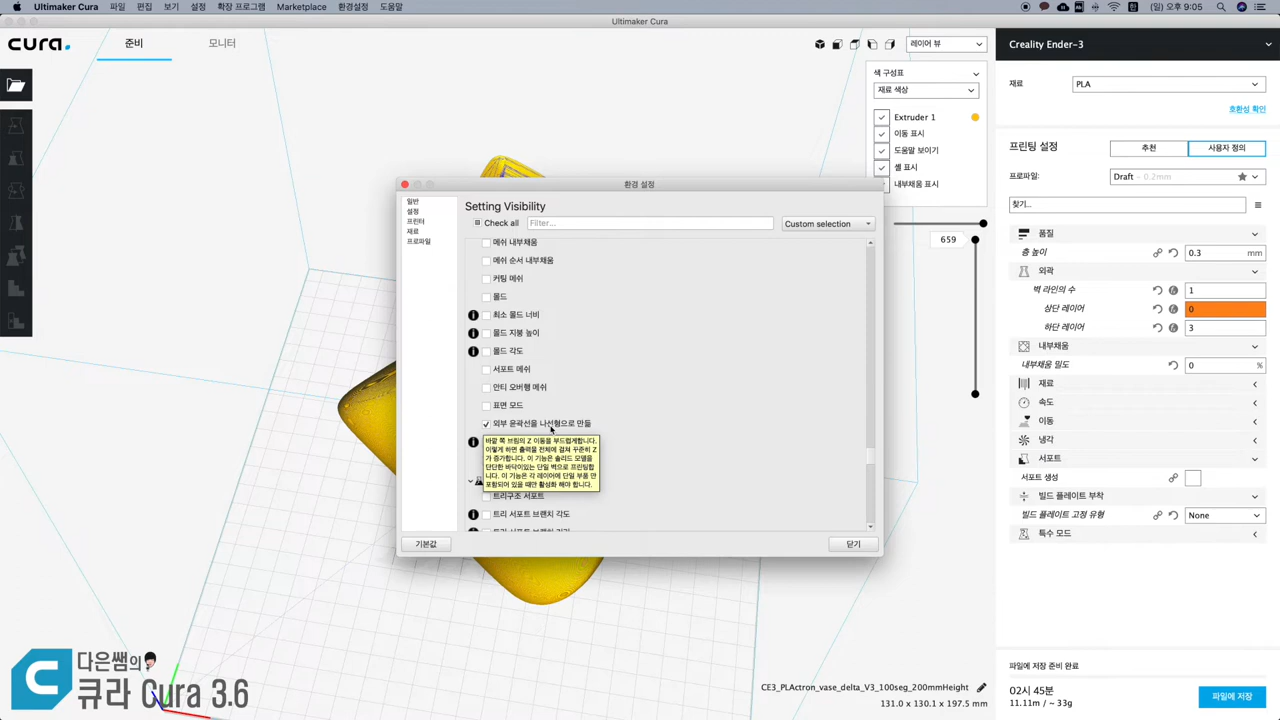 Ultimaker Cura 파일 편집 보기 설정 확장 프로그램 Marketplace 환경설정 도움말
(일) 오후 9:05
Ultimaker Cura
cura.
준비
모니터
레이어 뷰
색 구성표
재료 색상
Extruder 1
이동 표시
도움말 보이기
셸 표시
내부채움 표시
659
환경 설정
일반
설정
프린터
재료
프로파일
Setting Visibility
Check all
Filter...
Custom selection
메쉬 내부채움
메쉬 순서 내부채움
커팅 메쉬
몰드
최소 몰드 너비
몰드 지붕 높이
몰드 각도
서포트 메쉬
안티 오버행 메쉬
표면 모드
외부 윤곽선을 나선형으로 만듦
바깥 쪽 브림의 Z 이동을 부드럽게합니다.
이렇게 하면 출력물 전체에 걸쳐 꾸준히 Z
가 증가합니다. 이 기능은 솔리드 모델을
단단한 바닥이있는 단일 벽으로 프린팅합
니다. 이 기능은 각 레이어에 단일 부품 만
포함되어 있을 때만 활성화 해야 합니다.
트리구조 서포트
트리 서포트 브랜치 각도
기본값
닫기
Creality Ender-3
재료
PLA
호환성 확인
프린팅 설정
추천
사용자 정의
프로파일:
Draft - 0.2mm
찾기...
품질
층 높이
0.3 mm
외곽
벽 라인의 수
1
상단 레이어
0
하단 레이어
3
내부채움
내부채움 밀도
0 %
재료
속도
이동
냉각
서포트
서포트 생성
빌드 플레이트 부착
빌드 플레이트 고정 유형
None
특수 모드
CE3_PLActron_vase_delta_V3_100seg_200mmHeight
131.0 x 130.1 x 197.5 mm
파일에 저장 준비 완료
02시 45분
11.11m / ~ 33g
파일에 저장
다은쌤의
큐라 Cura 3.6